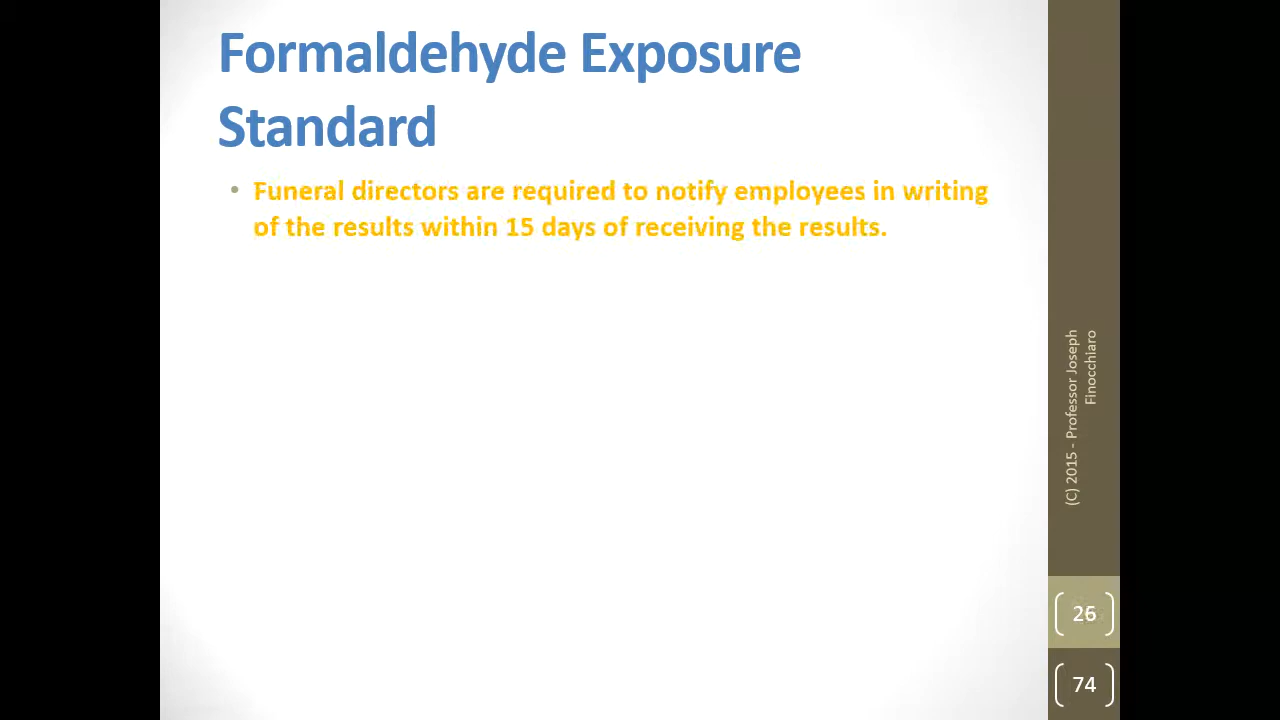 Formaldehyde Exposure
Standard
• Funeral directors are required to notify employees in writing
of the results within 15 days of receiving the results.
(C) 2015 - Professor Joseph
Finocchiaro
26
74